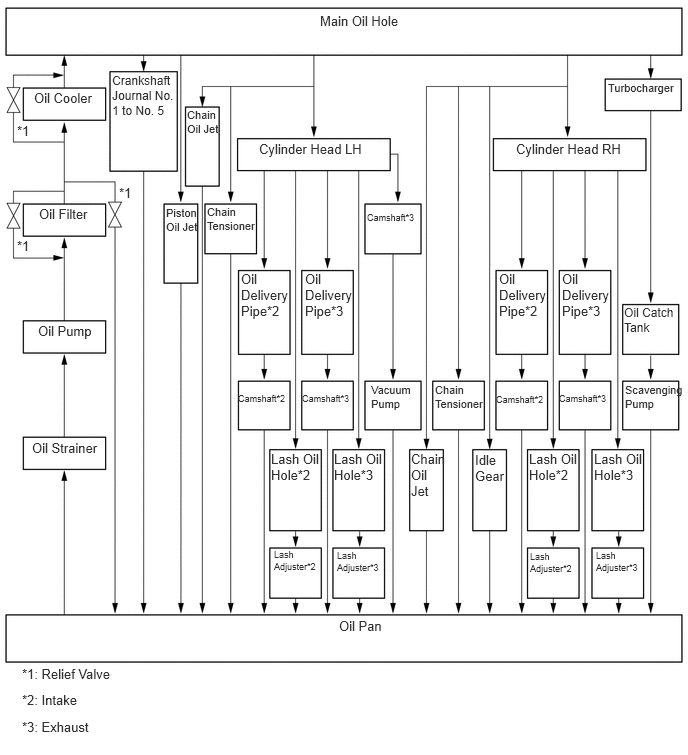 Main Oil Hole
Oil Cooler
*1
Crankshaft
Journal No.
1 to No. 5
Chain
Oil Jet
Cylinder Head LH
Cylinder Head RH
Turbocharger
*1
Oil Filter
*1
Piston
Oil Jet
Chain
Tensioner
Camshaft*3
Oil
Delivery
Pipe*2
Oil
Delivery
Pipe*3
Oil
Delivery
Pipe*2
Oil
Delivery
Pipe*3
Oil Catch
Tank
Oil Pump
Camshaft*2
Camshaft*3
Vacuum
Pump
Chain
Tensioner
Camshaft*2
Camshaft*3
Scavenging
Pump
Oil Strainer
Lash Oil
Hole*2
Lash Oil
Hole*3
Chain
Oil
Jet
Idle
Gear
Lash Oil
Hole*2
Lash Oil
Hole*3
Lash
Adjuster*2
Lash
Adjuster*3
Lash
Adjuster*2
Lash
Adjuster*3
Oil Pan
*1: Relief Valve
*2: Intake
*3: Exhaust